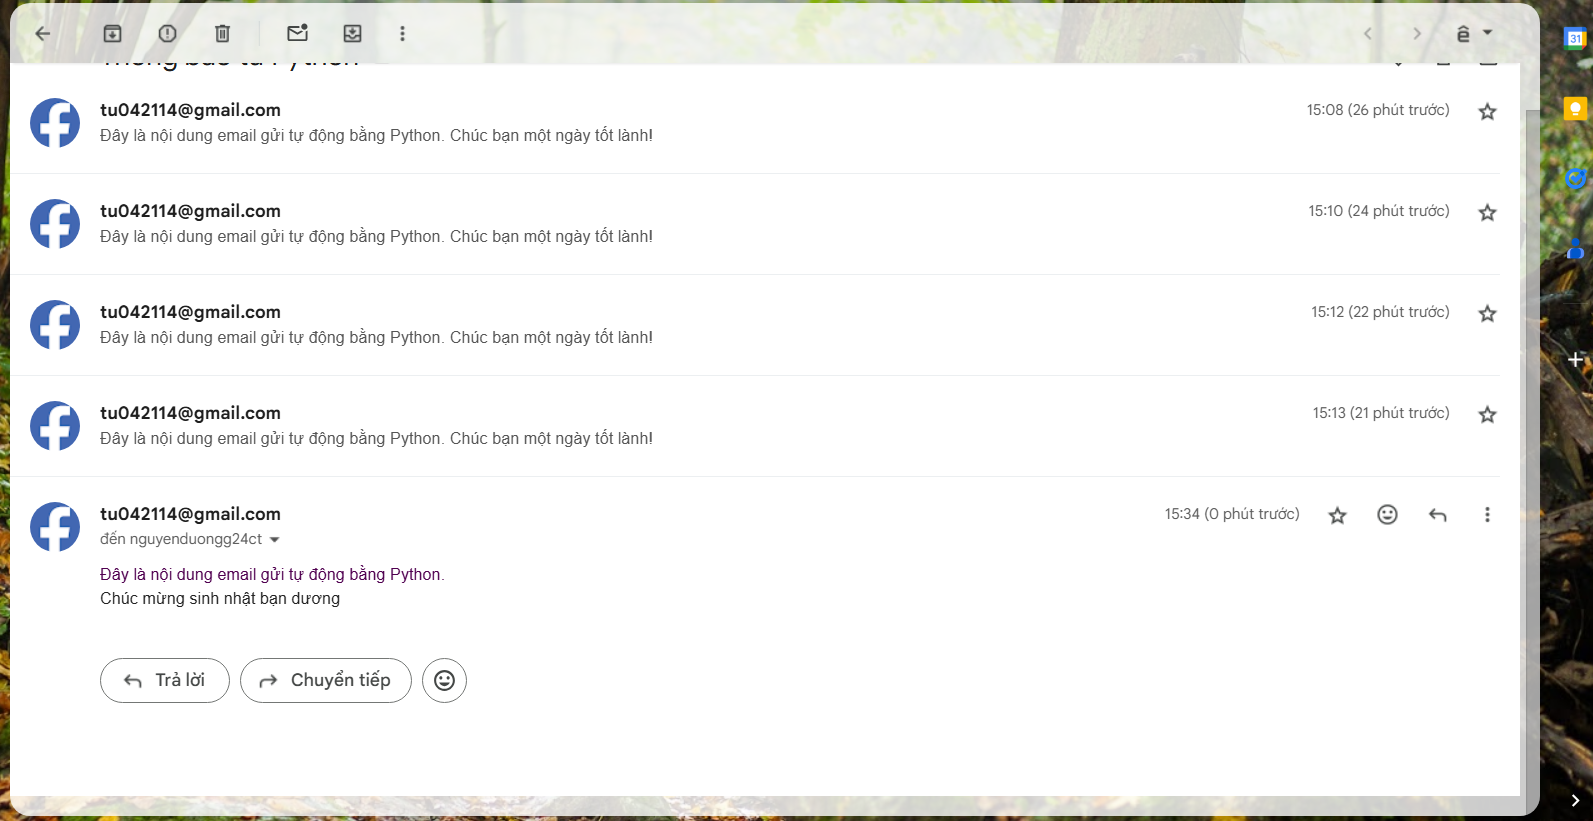 Thông báo từ Python
tu042114@gmail.com
15:08 (26 phút trước)
Đây là nội dung email gửi tự động bằng Python. Chúc bạn một ngày tốt lành!
tu042114@gmail.com
15:10 (24 phút trước)
Đây là nội dung email gửi tự động bằng Python. Chúc bạn một ngày tốt lành!
tu042114@gmail.com
15:12 (22 phút trước)
Đây là nội dung email gửi tự động bằng Python. Chúc bạn một ngày tốt lành!
tu042114@gmail.com
15:13 (21 phút trước)
Đây là nội dung email gửi tự động bằng Python. Chúc bạn một ngày tốt lành!
tu042114@gmail.com
15:34 (0 phút trước)
đến nguyenduongg24ct
Đây là nội dung email gửi tự động bằng Python.
Chúc mừng sinh nhật bạn dương
Trả lời
Chuyển tiếp
ê
31